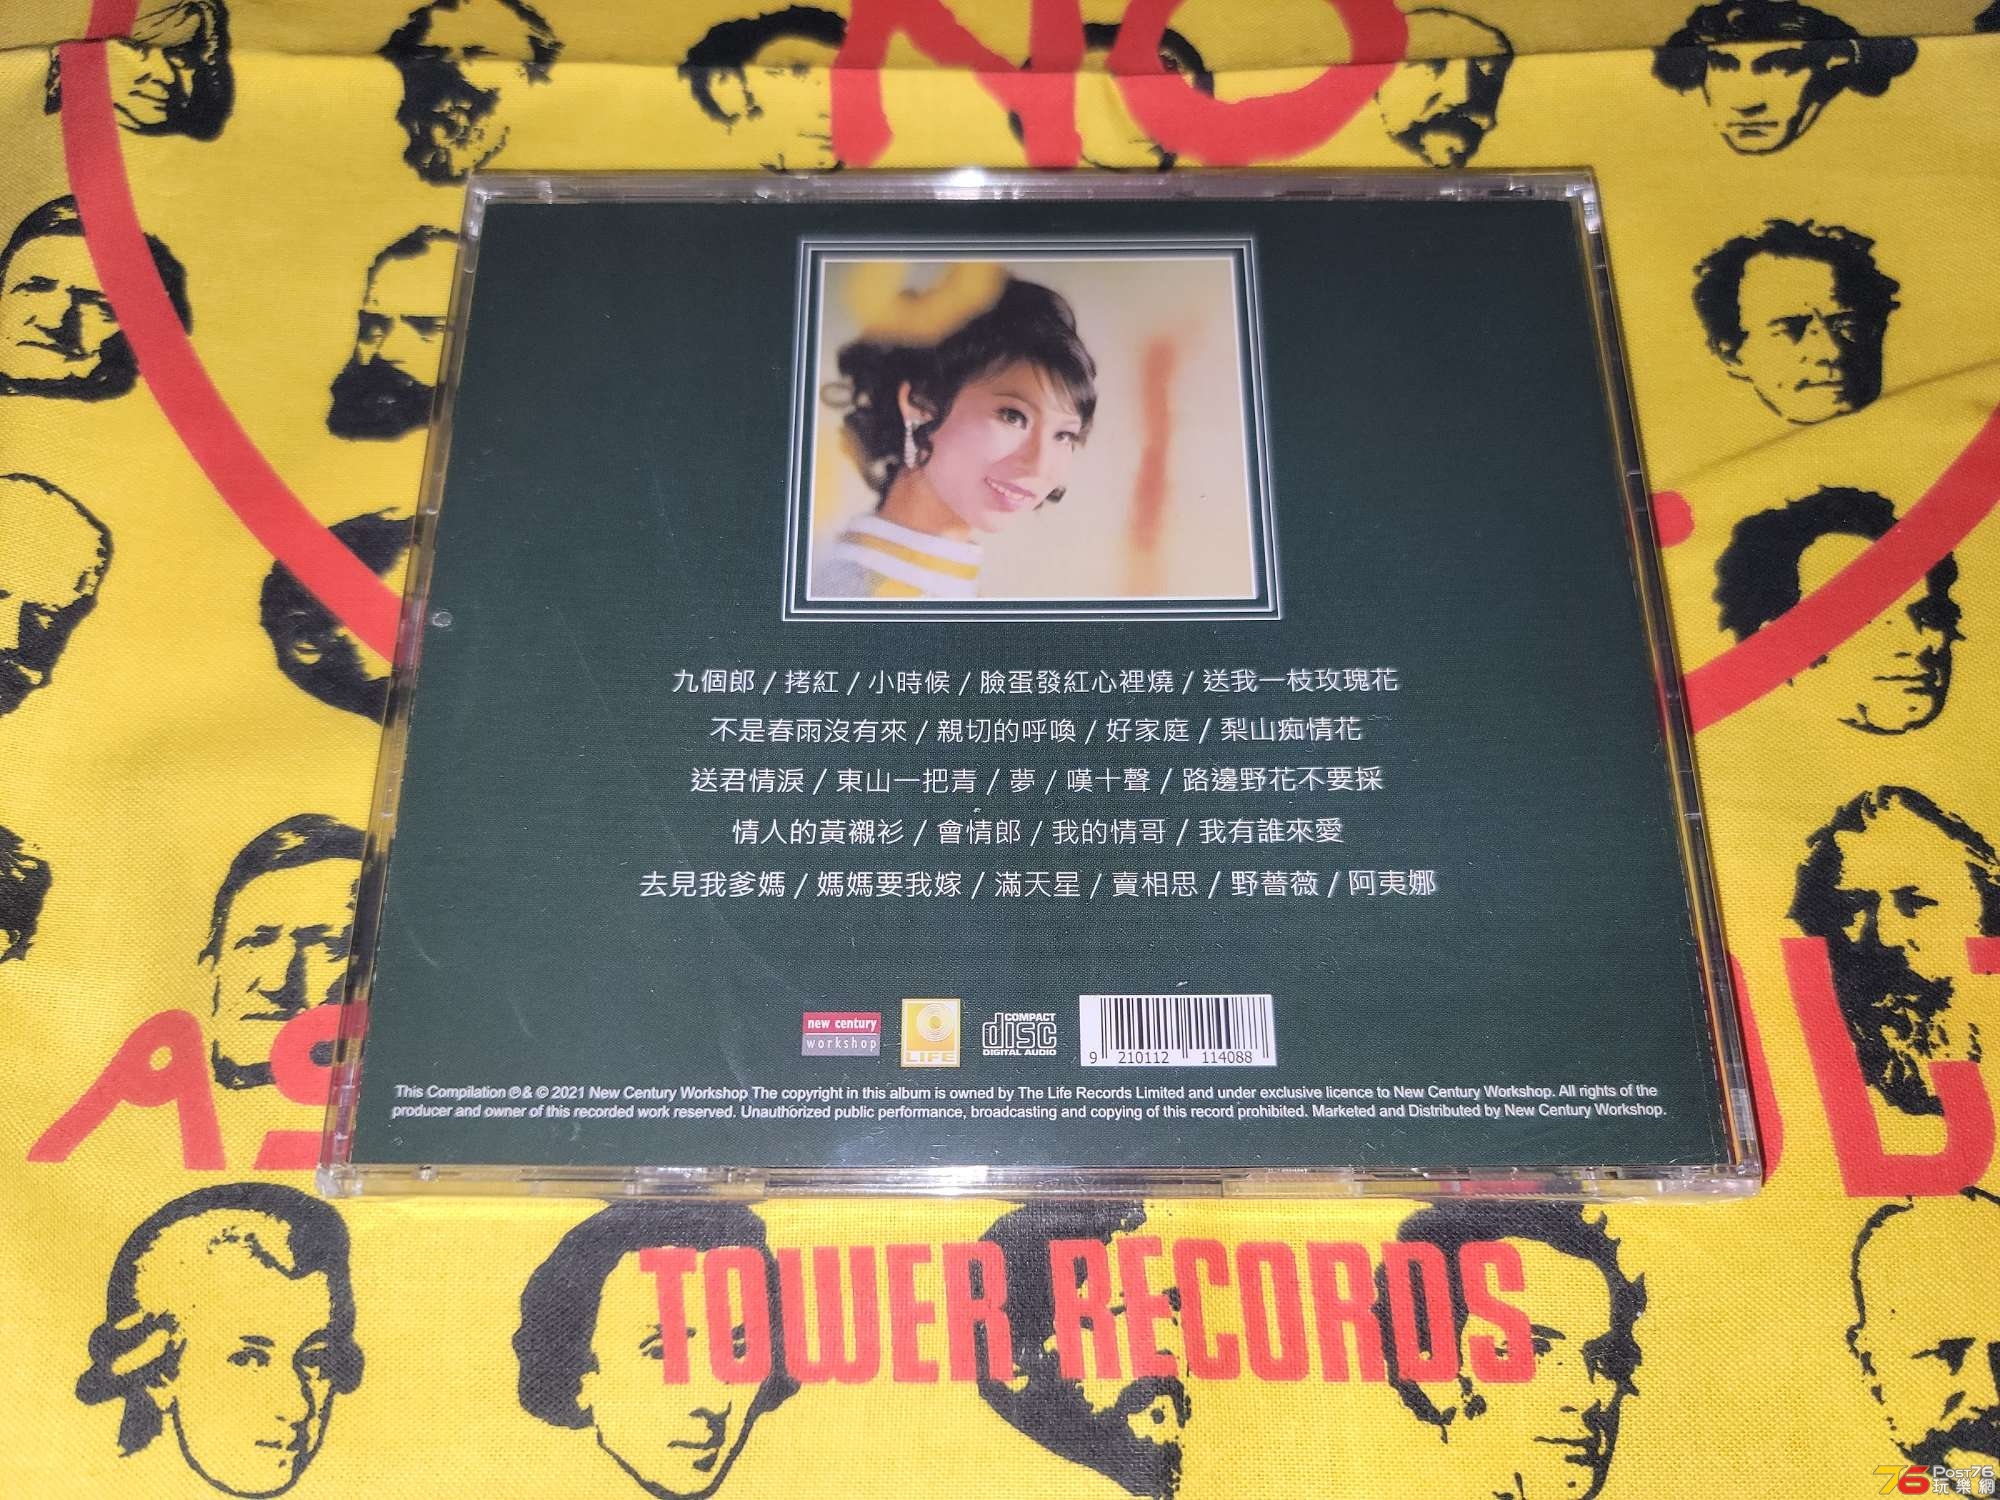 NO
九個郎 / 拷紅 / 小時候 / 臉蛋發紅心裡燒 / 送我一枝玫瑰花
不是春雨沒有來 / 親切的呼喚 / 好家庭 / 梨山痴情花
送君情淚 / 東山一把青 / 夢 / 嘆十聲 / 路邊野花不要採
情人的黃襯衫 / 會情郎 / 我的情哥 / 我有誰來愛
去見我爹媽 / 媽媽要我嫁 / 滿天星 / 賣相思 / 野薔薇 / 阿夷娜
new century
workshop
LIFE
COMPACT
disc
DIGITAL AUDIO
9 210112 114088
This Compilation ℗ & © 2021 New Century Workshop The copyright in this album is owned by The Life Records Limited and under exclusive licence to New Century Workshop. All rights of the
producer and owner of this recorded work reserved. Unauthorized public performance, broadcasting and copying of this record prohibited. Marketed and Distributed by New Century Workshop.
TOWER RECORDS
76 POST76
玩樂網